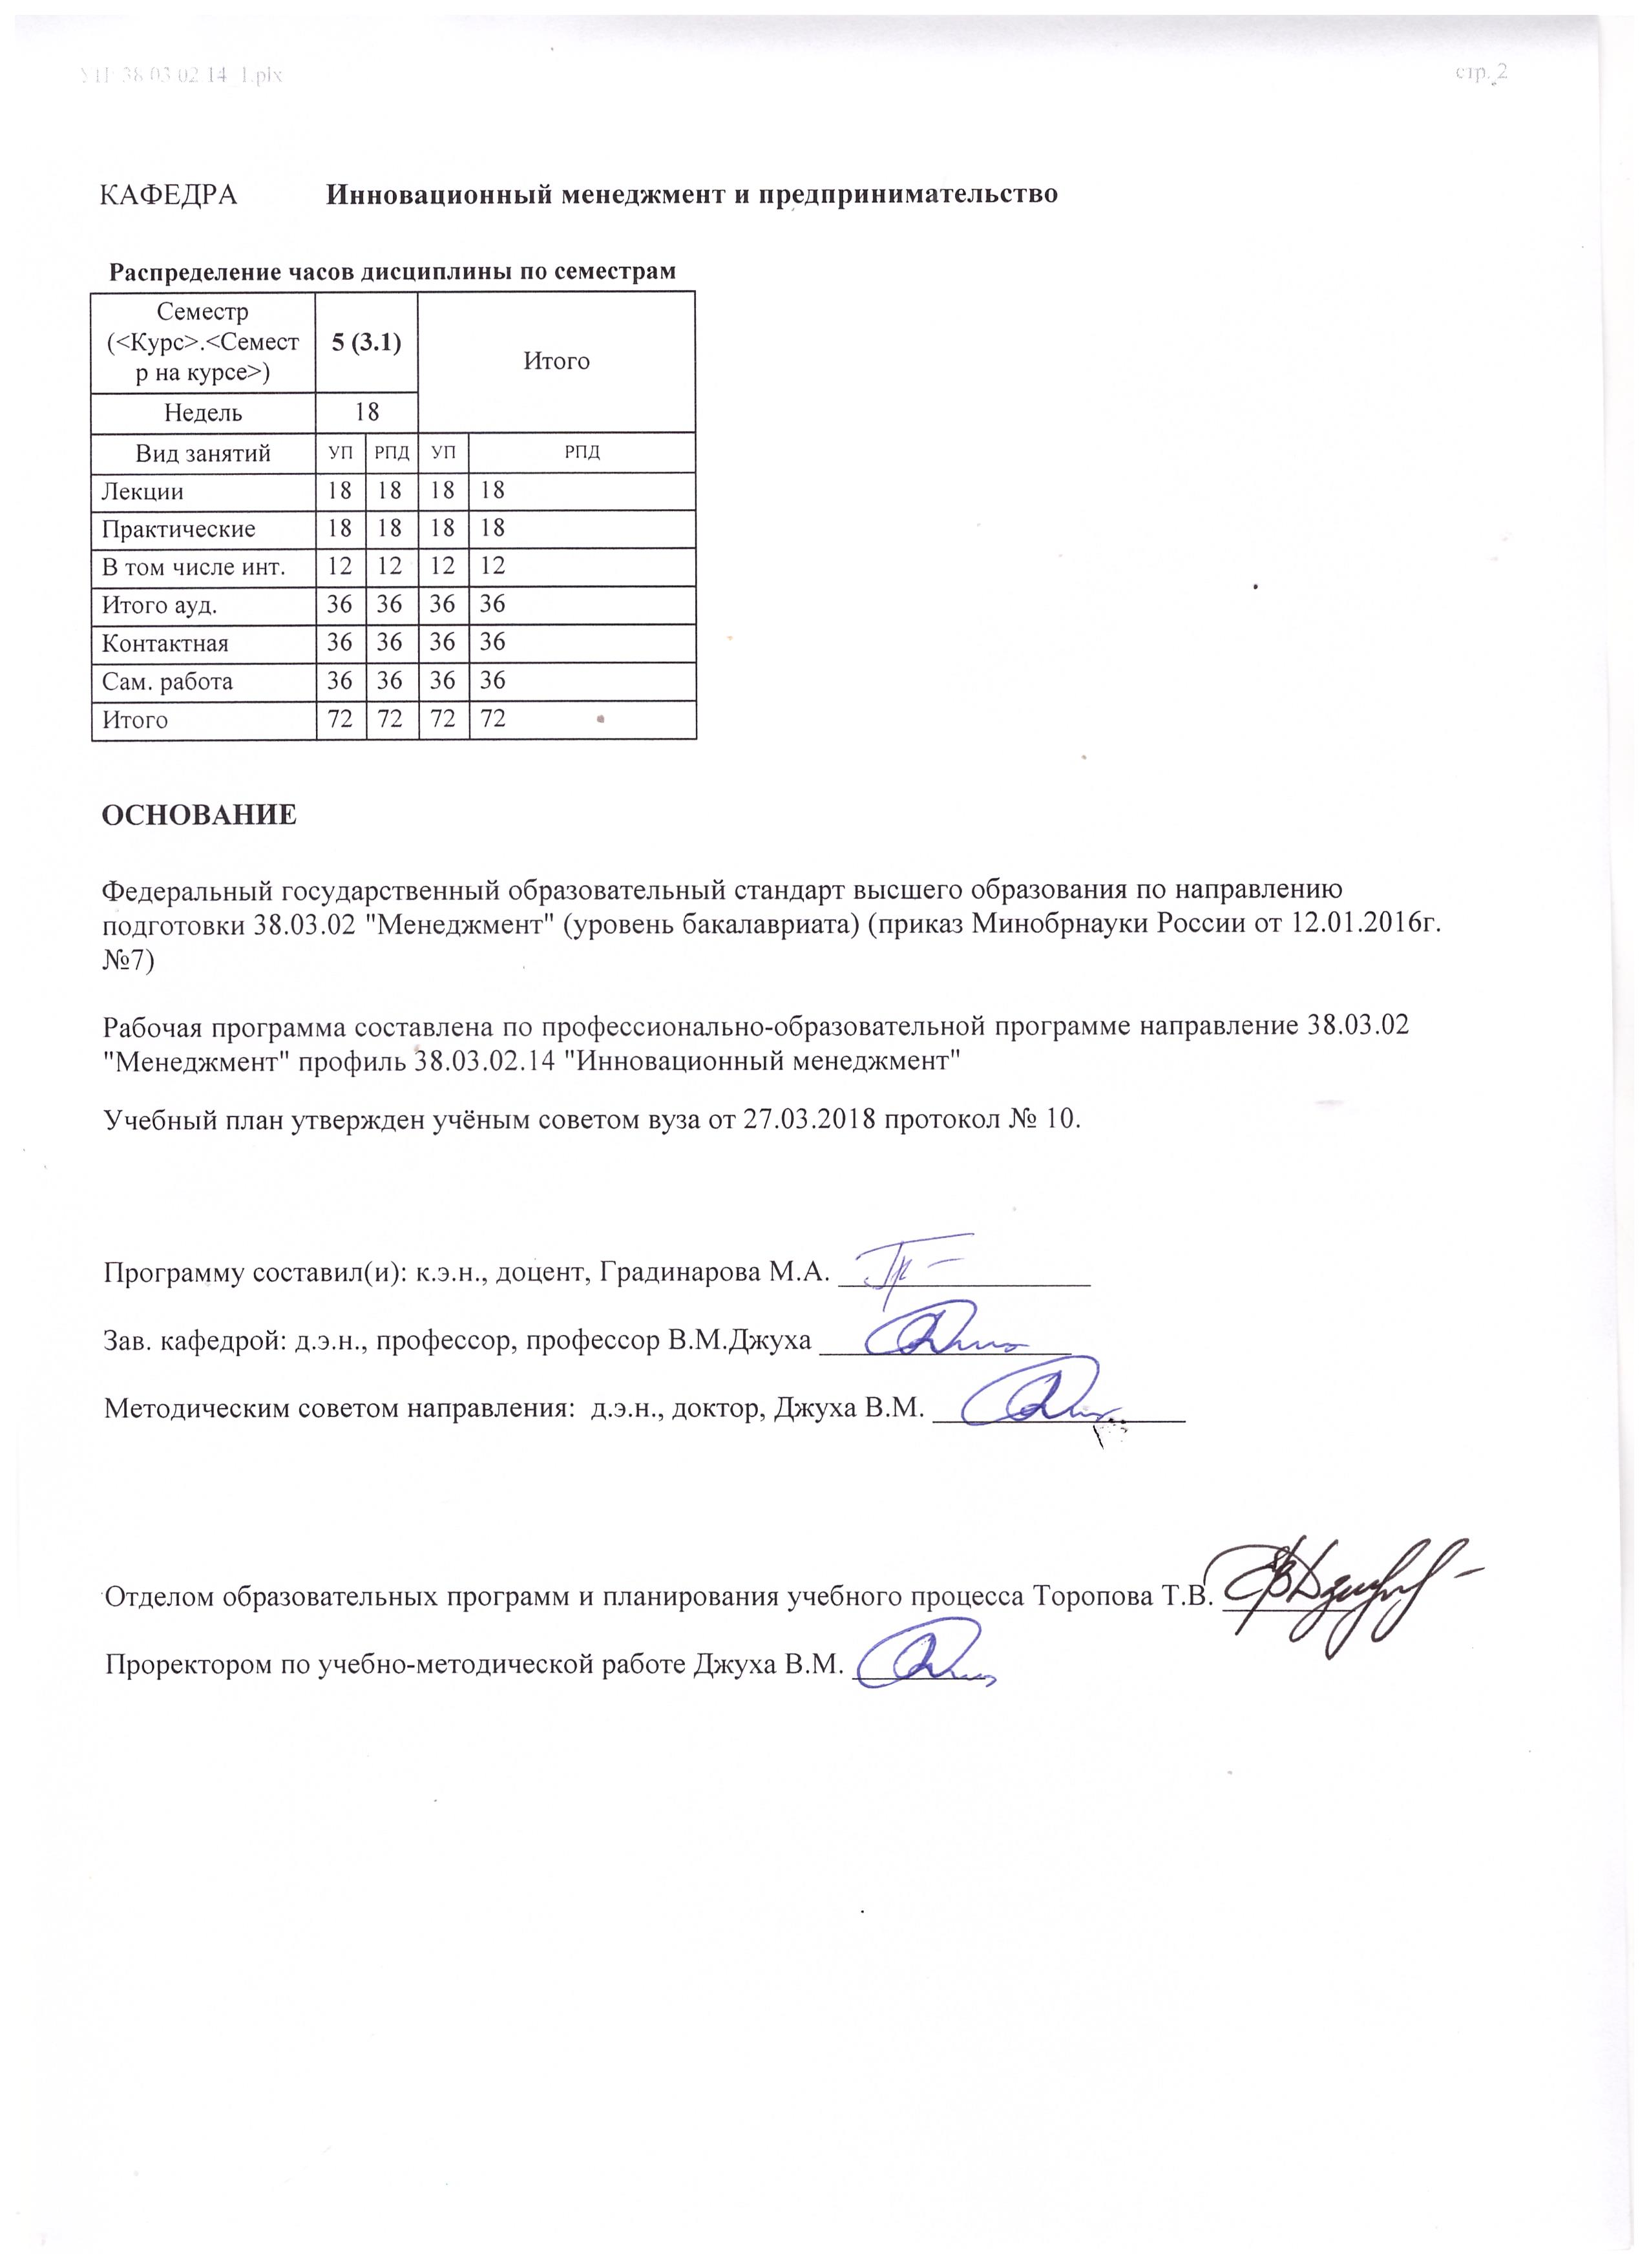 УП: 38.03.02.14_1.plx
стр. 2
КАФЕДРА Инновационный менеджмент и предпринимательство
Распределение часов дисциплины по семестрам
Семестр
(<Курс>.<Семест
р на курсе>)
5 (3.1)
Итого
Недель 18
Вид занятий УП РПД УП РПД
Лекции 18 18 18 18
Практические 18 18 18 18
В том числе инт. 12 12 12 12
Итого ауд. 36 36 36 36
Контактная 36 36 36 36
Сам. работа 36 36 36 36
Итого 72 72 72 72
ОСНОВАНИЕ
Федеральный государственный образовательный стандарт высшего образования по направлению
подготовки 38.03.02 "Менеджмент" (уровень бакалавриата) (приказ Минобрнауки России от 12.01.2016г.
№7)
Рабочая программа составлена по профессионально-образовательной программе направление 38.03.02
"Менеджмент" профиль 38.03.02.14 "Инновационный менеджмент"
Учебный план утвержден учёным советом вуза от 27.03.2018 протокол № 10.
Программу составил(и): к.э.н., доцент, Градинарова М.А.
Зав. кафедрой: д.э.н., профессор, профессор В.М.Джуха
Методическим советом направления: д.э.н., доктор, Джуха В.М.
Отделом образовательных программ и планирования учебного процесса Торопова Т.В.
Проректором по учебно-методической работе Джуха В.М.